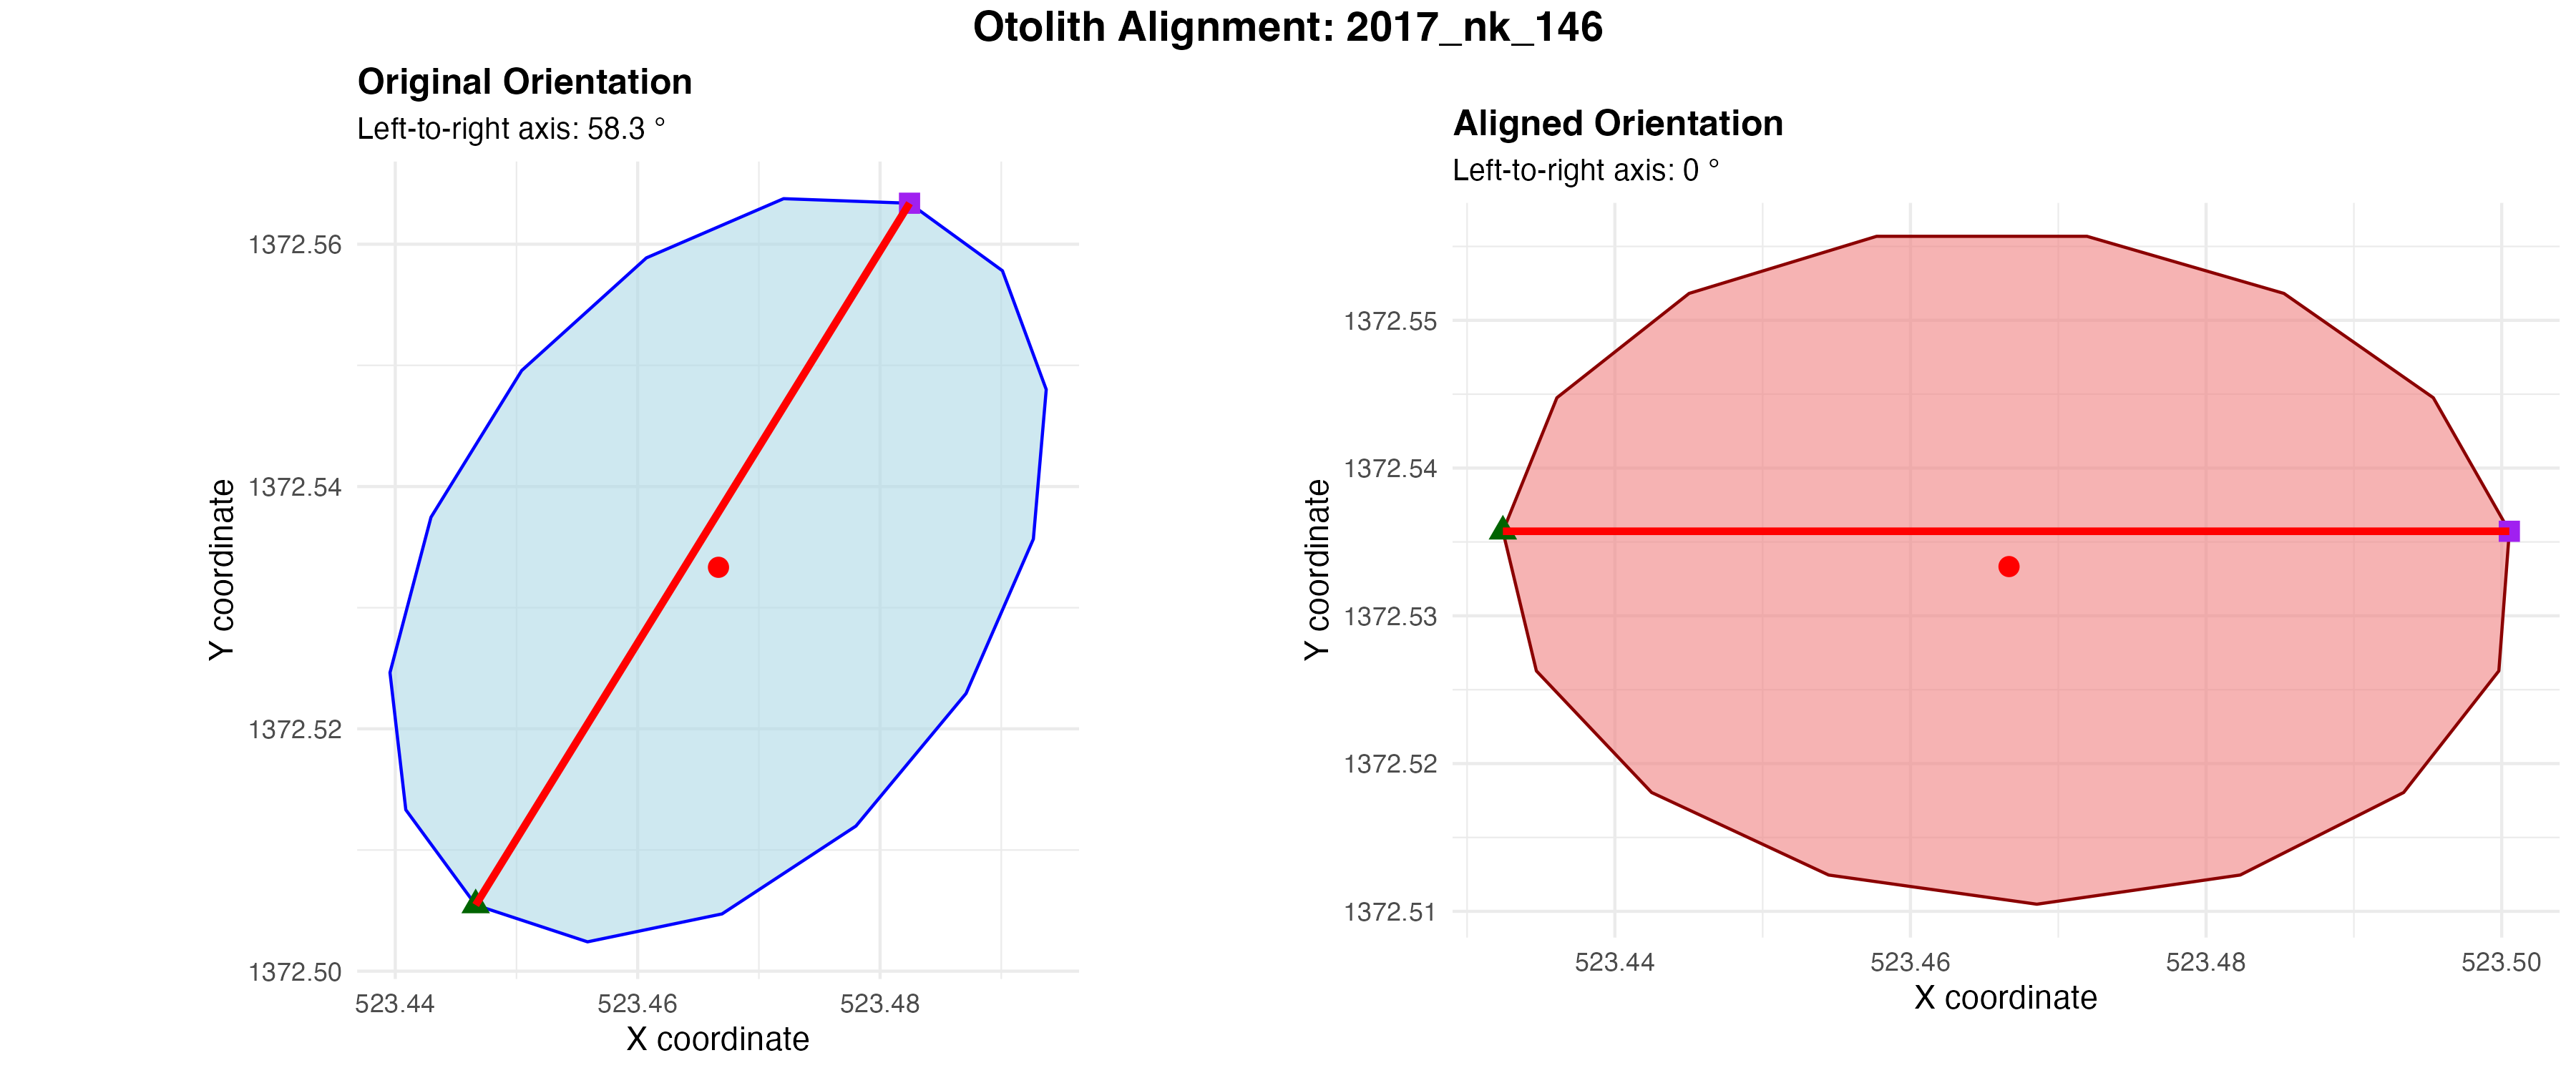 Otolith Alignment: 2017_nk_146
Original Orientation
Left-to-right axis: 58.3 °
1372.56
1372.54
1372.52
1372.50
Y coordinate
523.44 523.46 523.48
X coordinate
Aligned Orientation
Left-to-right axis: 0 °
1372.55
1372.54
1372.53
1372.52
1372.51
Y coordinate
523.44 523.46 523.48 523.50
X coordinate